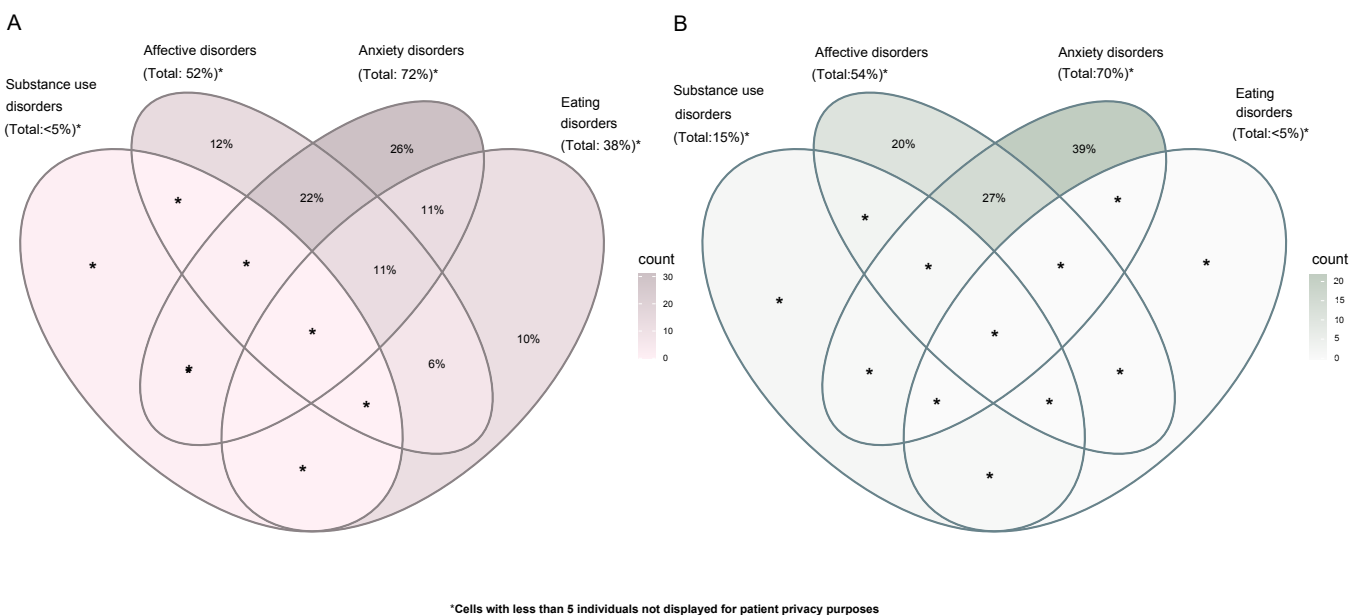 A
Affective disorders
(Total: 52%)*
Anxiety disorders
(Total: 72%)*
Substance use
disorders
(Total:<5%)*
Eating
disorders
(Total: 38%)*
12%
26%
22%
*
11%
*
*
11%
*
10%
6%
*
*
*
count
30
20
10
0
B
Affective disorders
(Total:54%)*
Anxiety disorders
(Total:70%)*
Substance use
disorders
(Total:15%)*
Eating
disorders
(Total:<5%)*
20%
39%
27%
*
*
*
*
*
*
*
*
*
*
*
*
count
20
15
10
5
0
*Cells with less than 5 individuals not displayed for patient privacy purposes